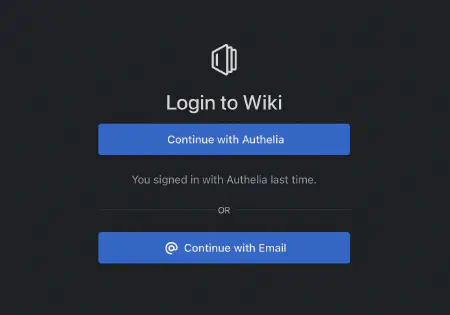 Login to Wiki
Continue with Authelia
You signed in with Authelia last time.
OR
Continue with Email